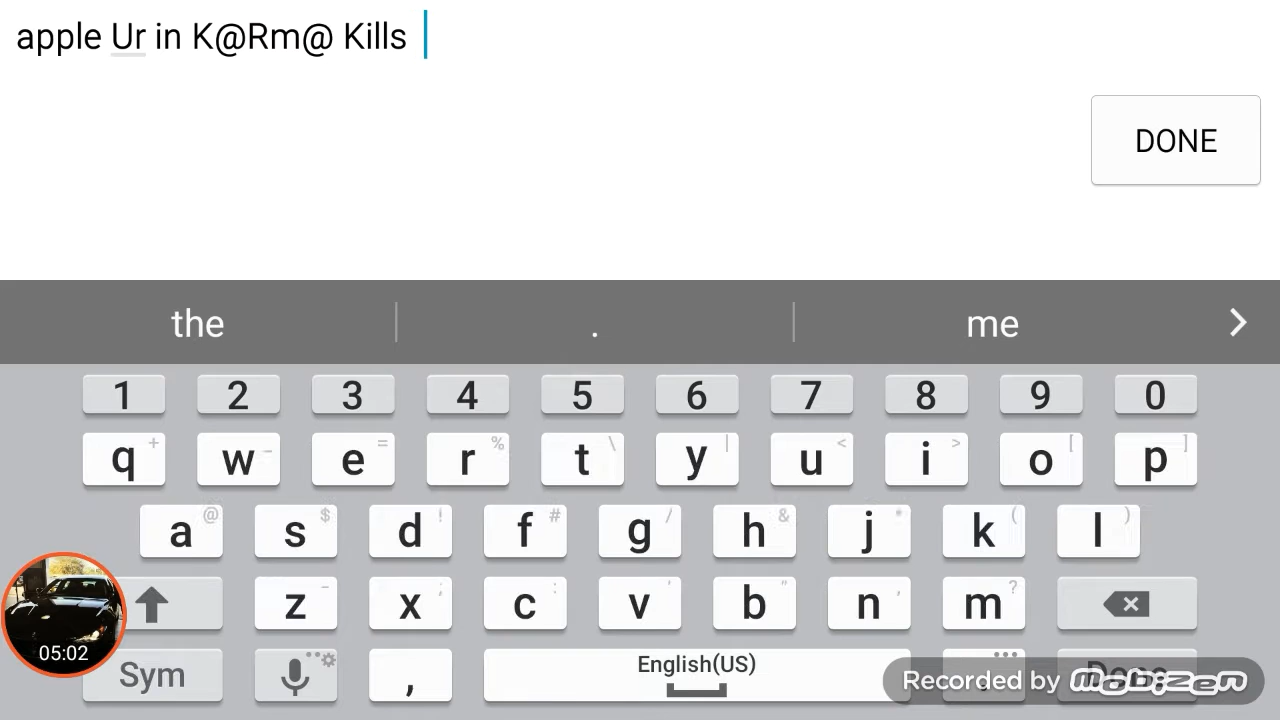 apple Ur in K@Rm@ Kills
DONE
the . me
1 2 3 4 5 6 7 8 9 0
q + w e = r % t \ y | u < i > o [ p ]
a @ s $ d ! f # g / h & j * k ( l )
z - x ; c : v ' b " n , m ?
05:02
Sym , English(US) Done
Recorded by mobizen